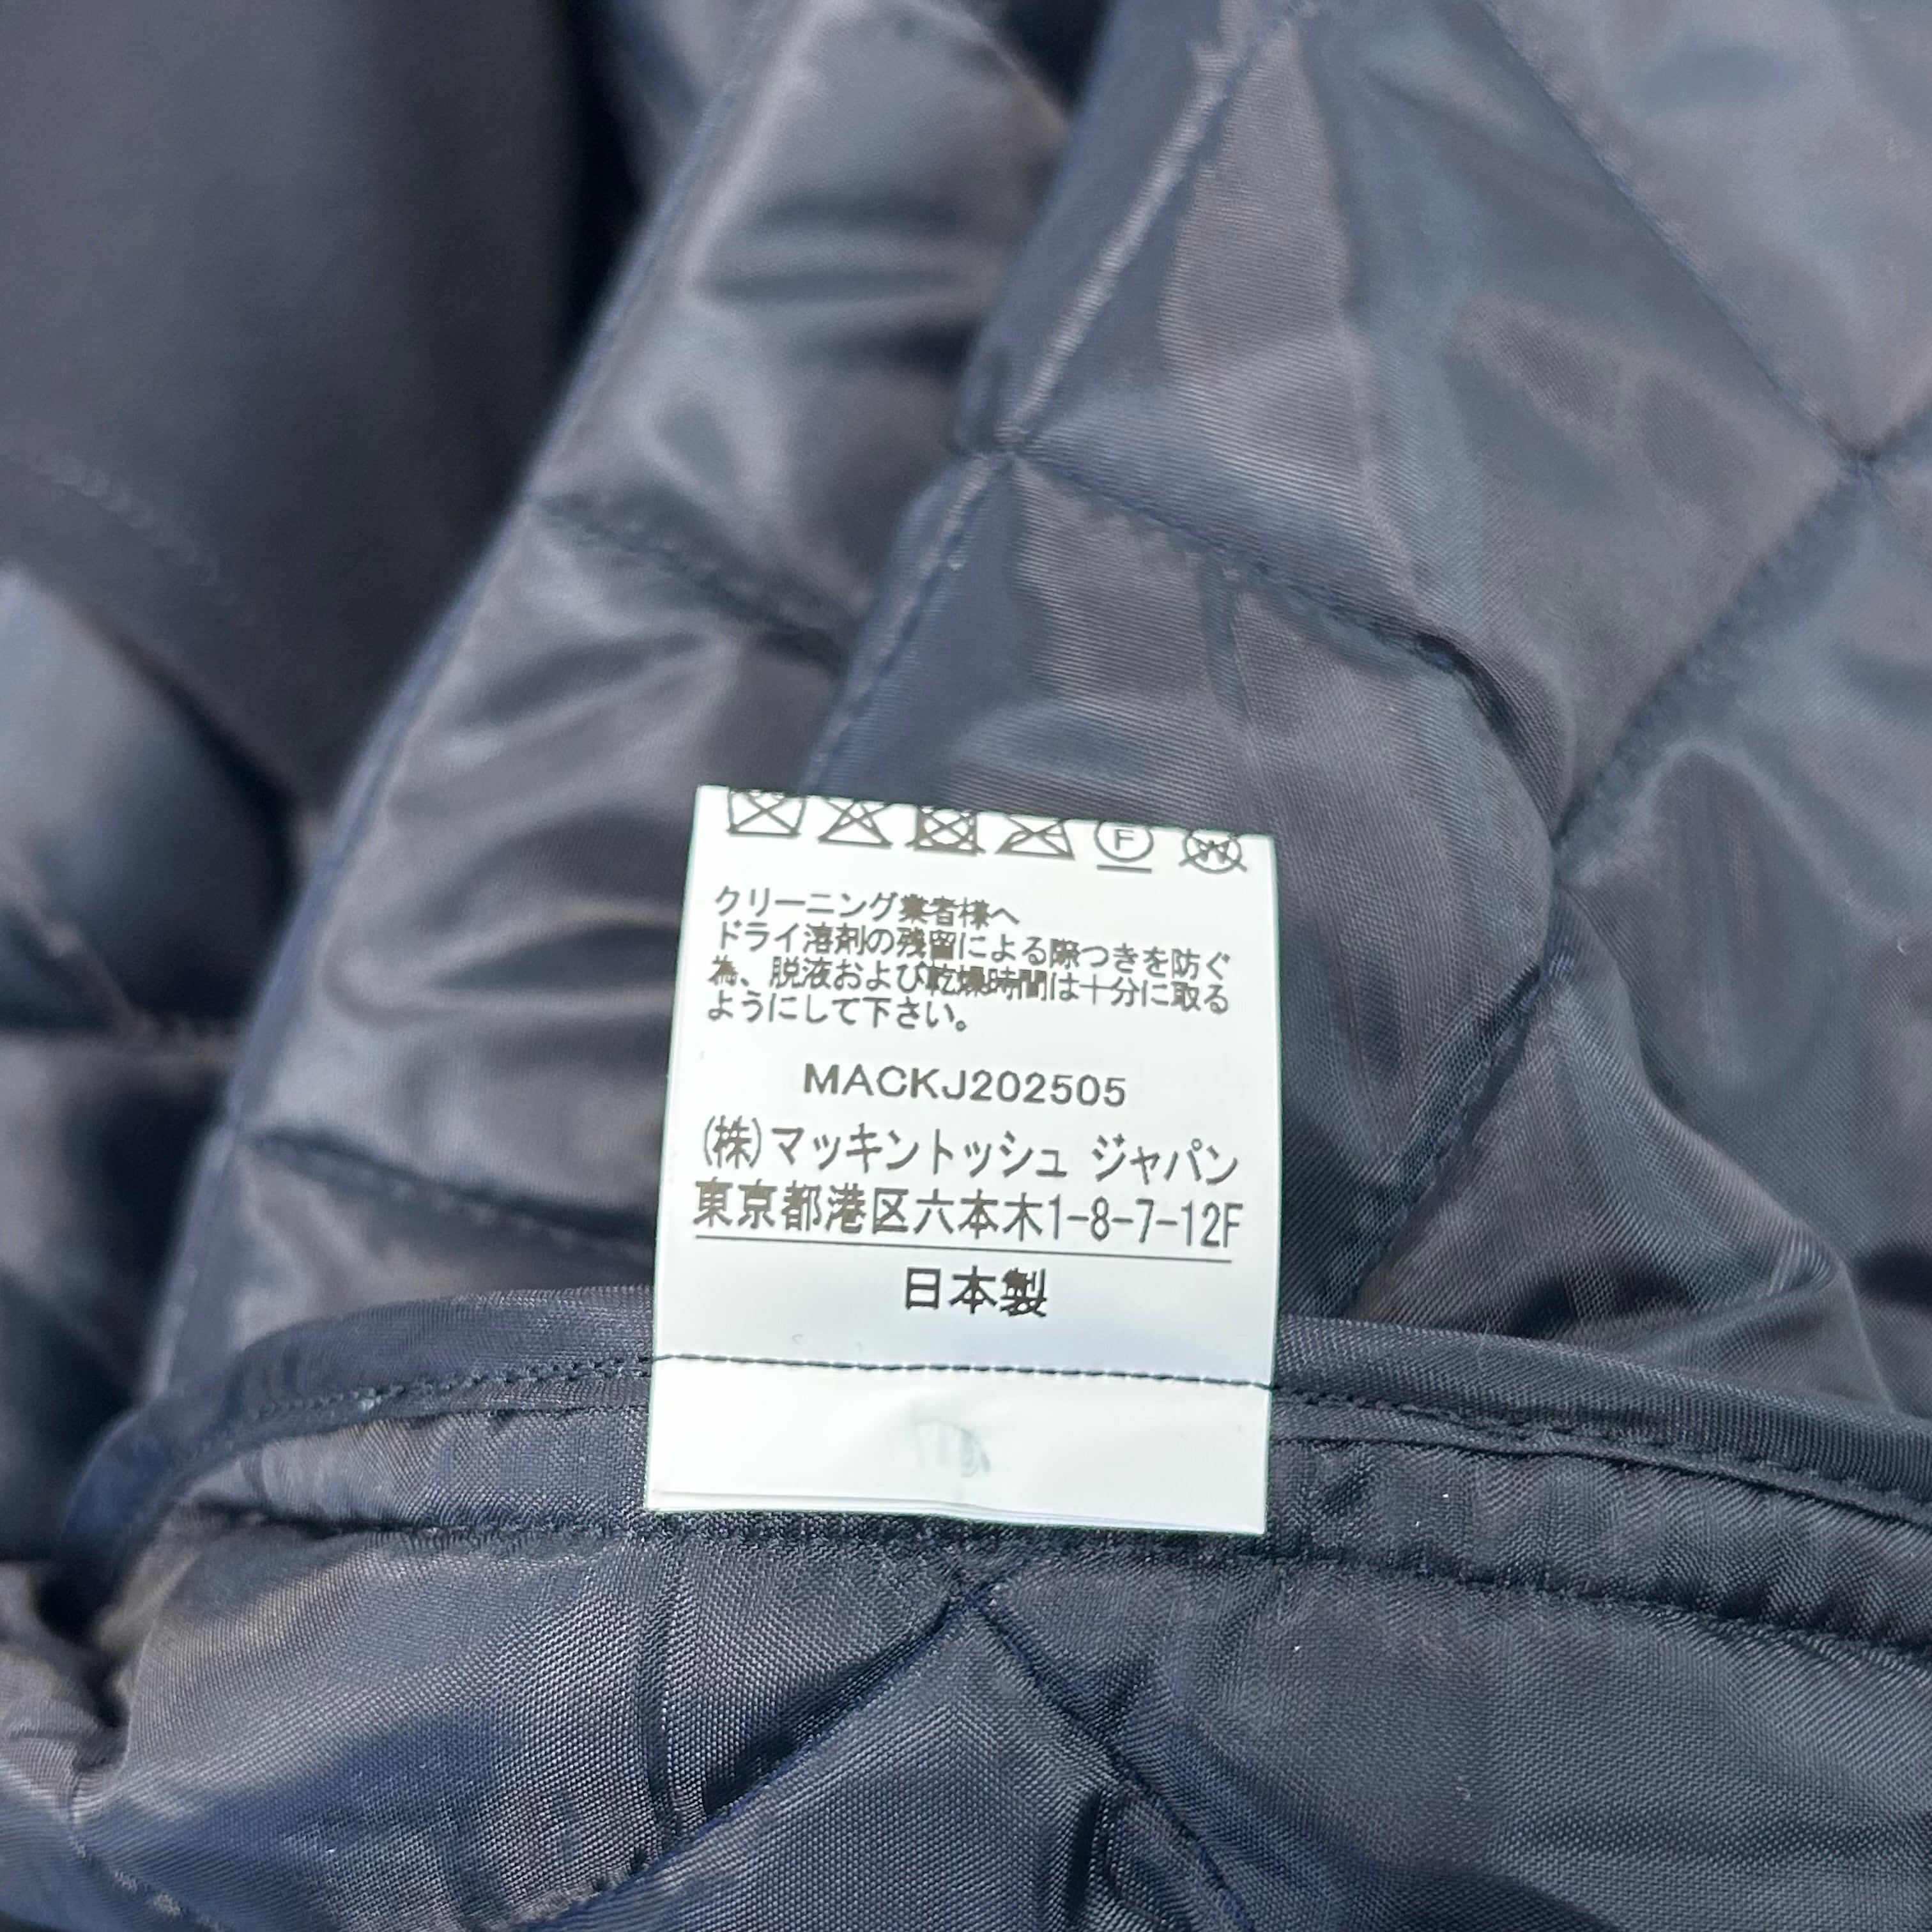 F W
クリーニング業者様へ
ドライ溶剤の残留による際つきを防ぐ
為、脱液および乾燥時間は十分に取る
ようにして下さい。
MACKJ202505
(株)マッキントッシュ ジャパン
東京都港区六本木1-8-7-12F
日本製